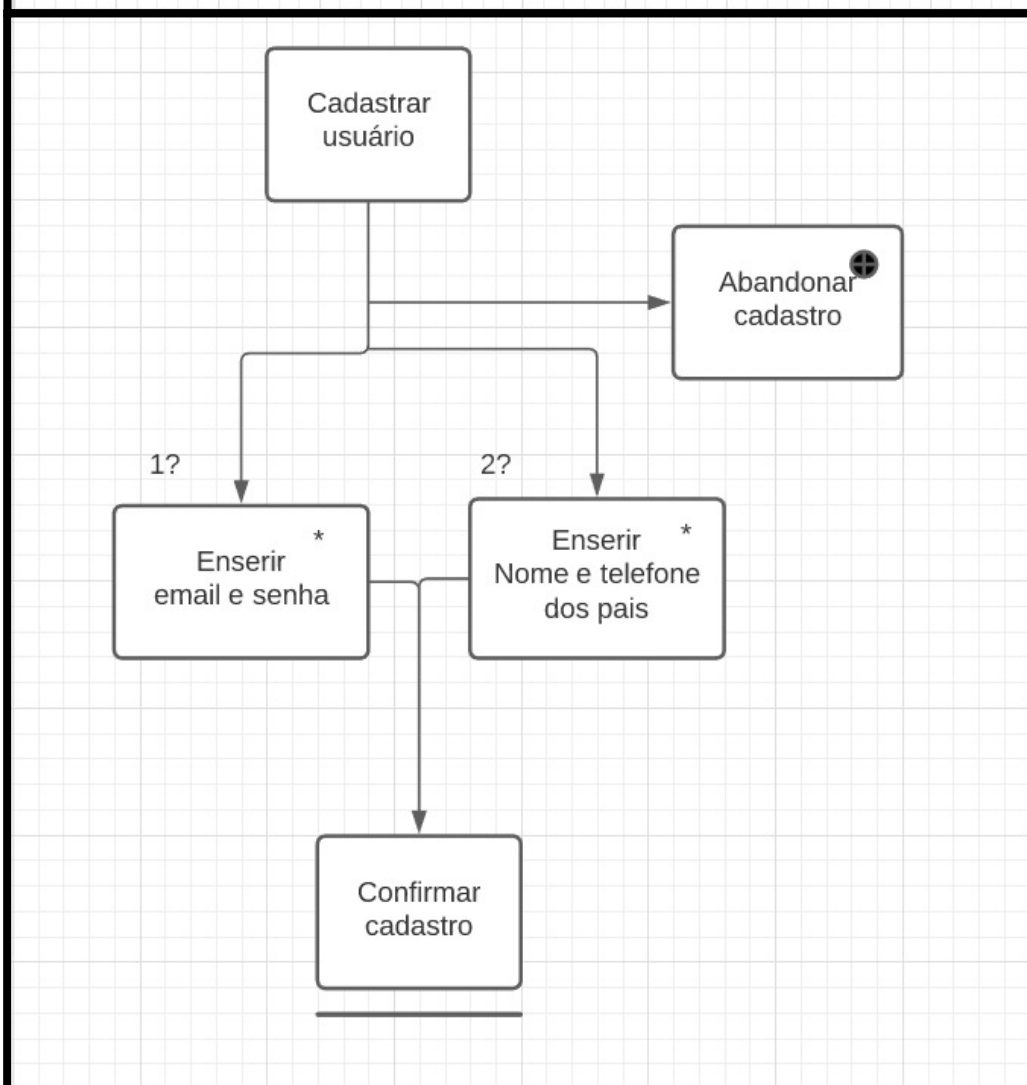 Cadastrar
usuário
Abandonar
cadastro
1?
2?
*
Enserir
email e senha
*
Enserir
Nome e telefone
dos pais
Confirmar
cadastro